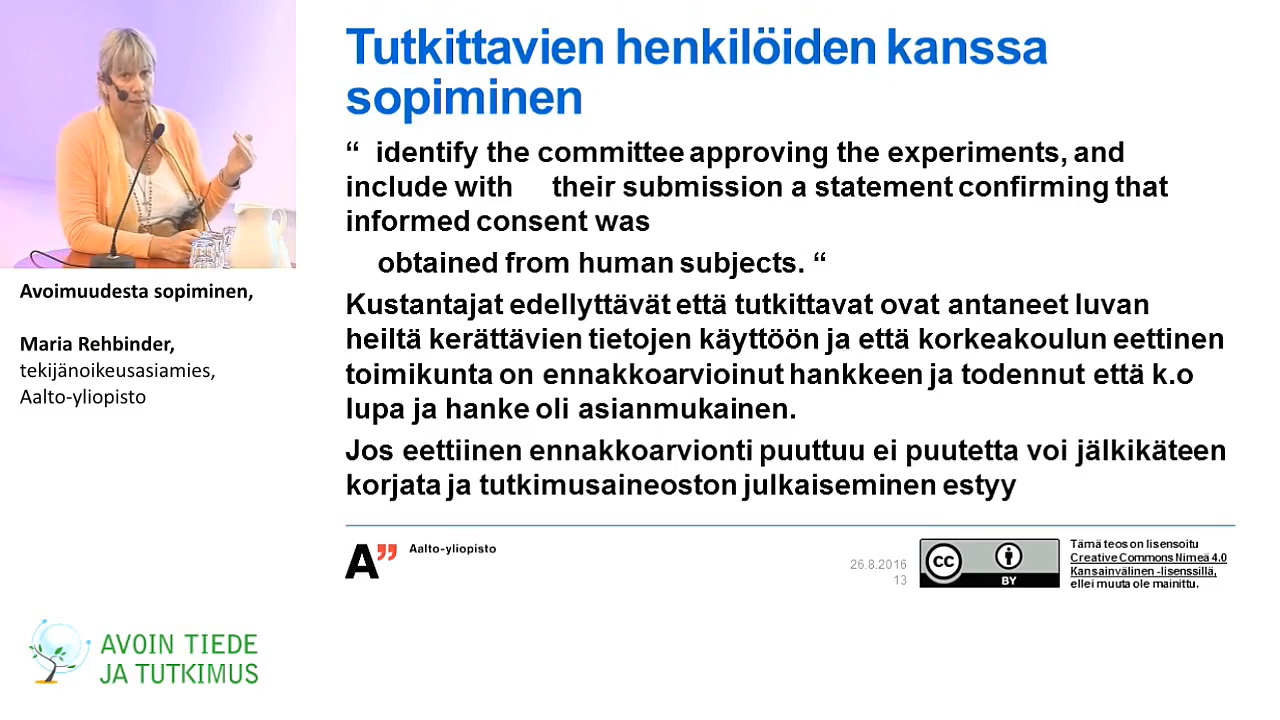 Tutkittavien henkilöiden kanssa
sopiminen
“ identify the committee approving the experiments, and
include with their submission a statement confirming that
informed consent was
obtained from human subjects. “
Kustantajat edellyttävät että tutkittavat ovat antaneet luvan
heiltä kerättävien tietojen käyttöön ja että korkeakoulun eettinen
toimikunta on ennakkoarvioinut hankkeen ja todennut että k.o
lupa ja hanke oli asianmukainen.
Jos eettiinen ennakkoarvionti puuttuu ei puutetta voi jälkikäteen
korjata ja tutkimusaineoston julkaiseminen estyy
Avoimuudesta sopiminen,
Maria Rehbinder,
tekijänoikeusasiamies,
Aalto-yliopisto
A”
Aalto-yliopisto
26.8.2016
13
cc
BY
Tämä teos on lisensoitu
Creative Commons Nimeä 4.0
Kansainvälinen -lisenssillä,
ellei muuta ole mainittu.
AVOIN TIEDE
JA TUTKIMUS